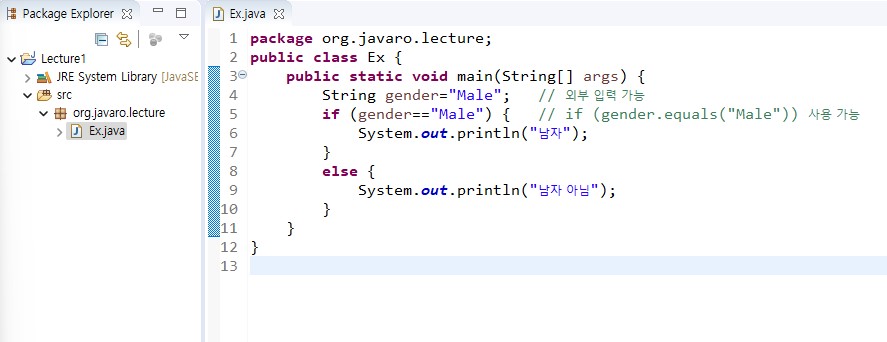 Package Explorer
Lecture1
JRE System Library [JavaSE
src
org.javaro.lecture
Ex.java
Ex.java
1 package org.javaro.lecture;
2 public class Ex {
3 public static void main(String[] args) {
4 String gender="Male"; // 외부 입력 가능
5 if (gender=="Male") { // if (gender.equals("Male")) 사용 가능
6 System.out.println("남자");
7 }
8 else {
9 System.out.println("남자 아님");
10 }
11 }
12 }
13